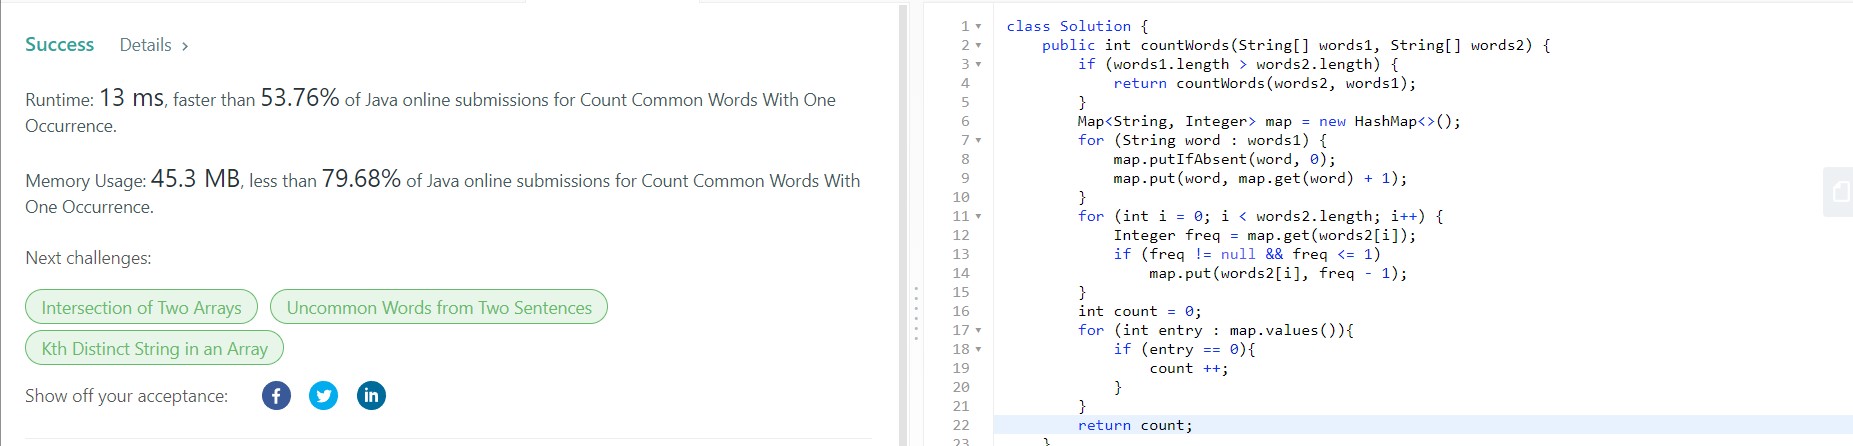 Success Details >
Runtime: 13 ms, faster than 53.76% of Java online submissions for Count Common Words With One
Occurrence.
Memory Usage: 45.3 MB, less than 79.68% of Java online submissions for Count Common Words With
One Occurrence.
Next challenges:
Intersection of Two Arrays Uncommon Words from Two Sentences
Kth Distinct String in an Array
Show off your acceptance: f in
1 class Solution {
2 public int countWords(String[] words1, String[] words2) {
3 if (words1.length > words2.length) {
4 return countWords(words2, words1);
5 }
6 Map<String, Integer> map = new HashMap<>();
7 for (String word : words1) {
8 map.putIfAbsent(word, 0);
9 map.put(word, map.get(word) + 1);
10 }
11 for (int i = 0; i < words2.length; i++) {
12 Integer freq = map.get(words2[i]);
13 if (freq != null && freq <= 1)
14 map.put(words2[i], freq - 1);
15 }
16 int count = 0;
17 for (int entry : map.values()){
18 if (entry == 0){
19 count ++;
20 }
21 }
22 return count;
23 }